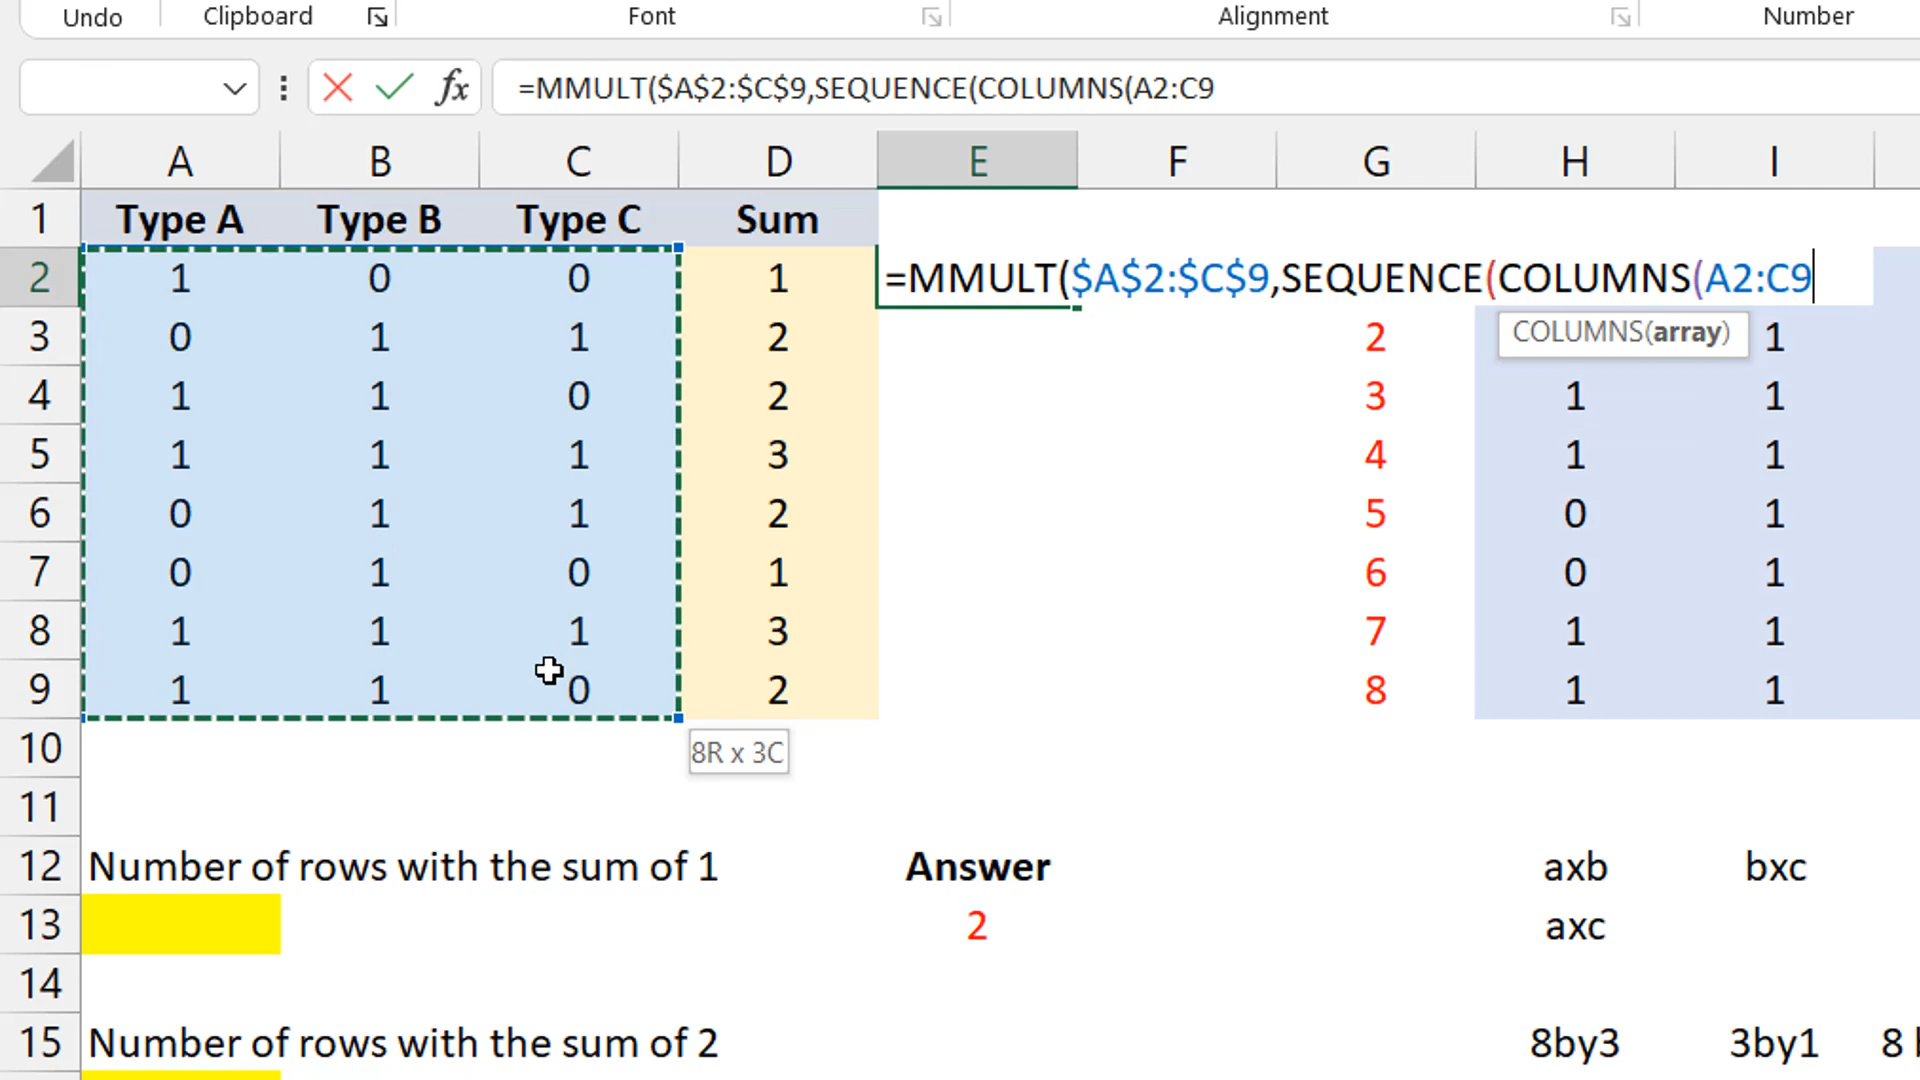 Undo Clipboard Font Alignment Number
fx =MMULT($A$2:$C$9,SEQUENCE(COLUMNS(A2:C9
A B C D E F G H I
1 Type A Type B Type C Sum
2 1 0 0 1 =MMULT($A$2:$C$9,SEQUENCE(COLUMNS(A2:C9
COLUMNS(array)
3 0 1 1 2 2 1
4 1 1 0 2 3 1 1
5 1 1 1 3 4 1 1
6 0 1 1 2 5 0 1
7 0 1 0 1 6 0 1
8 1 1 1 3 7 1 1
9 1 1 0 2 8 1 1
8R x 3C
10
11
12 Number of rows with the sum of 1 Answer axb bxc
13 2 axc
14
15 Number of rows with the sum of 2 8by3 3by1 8